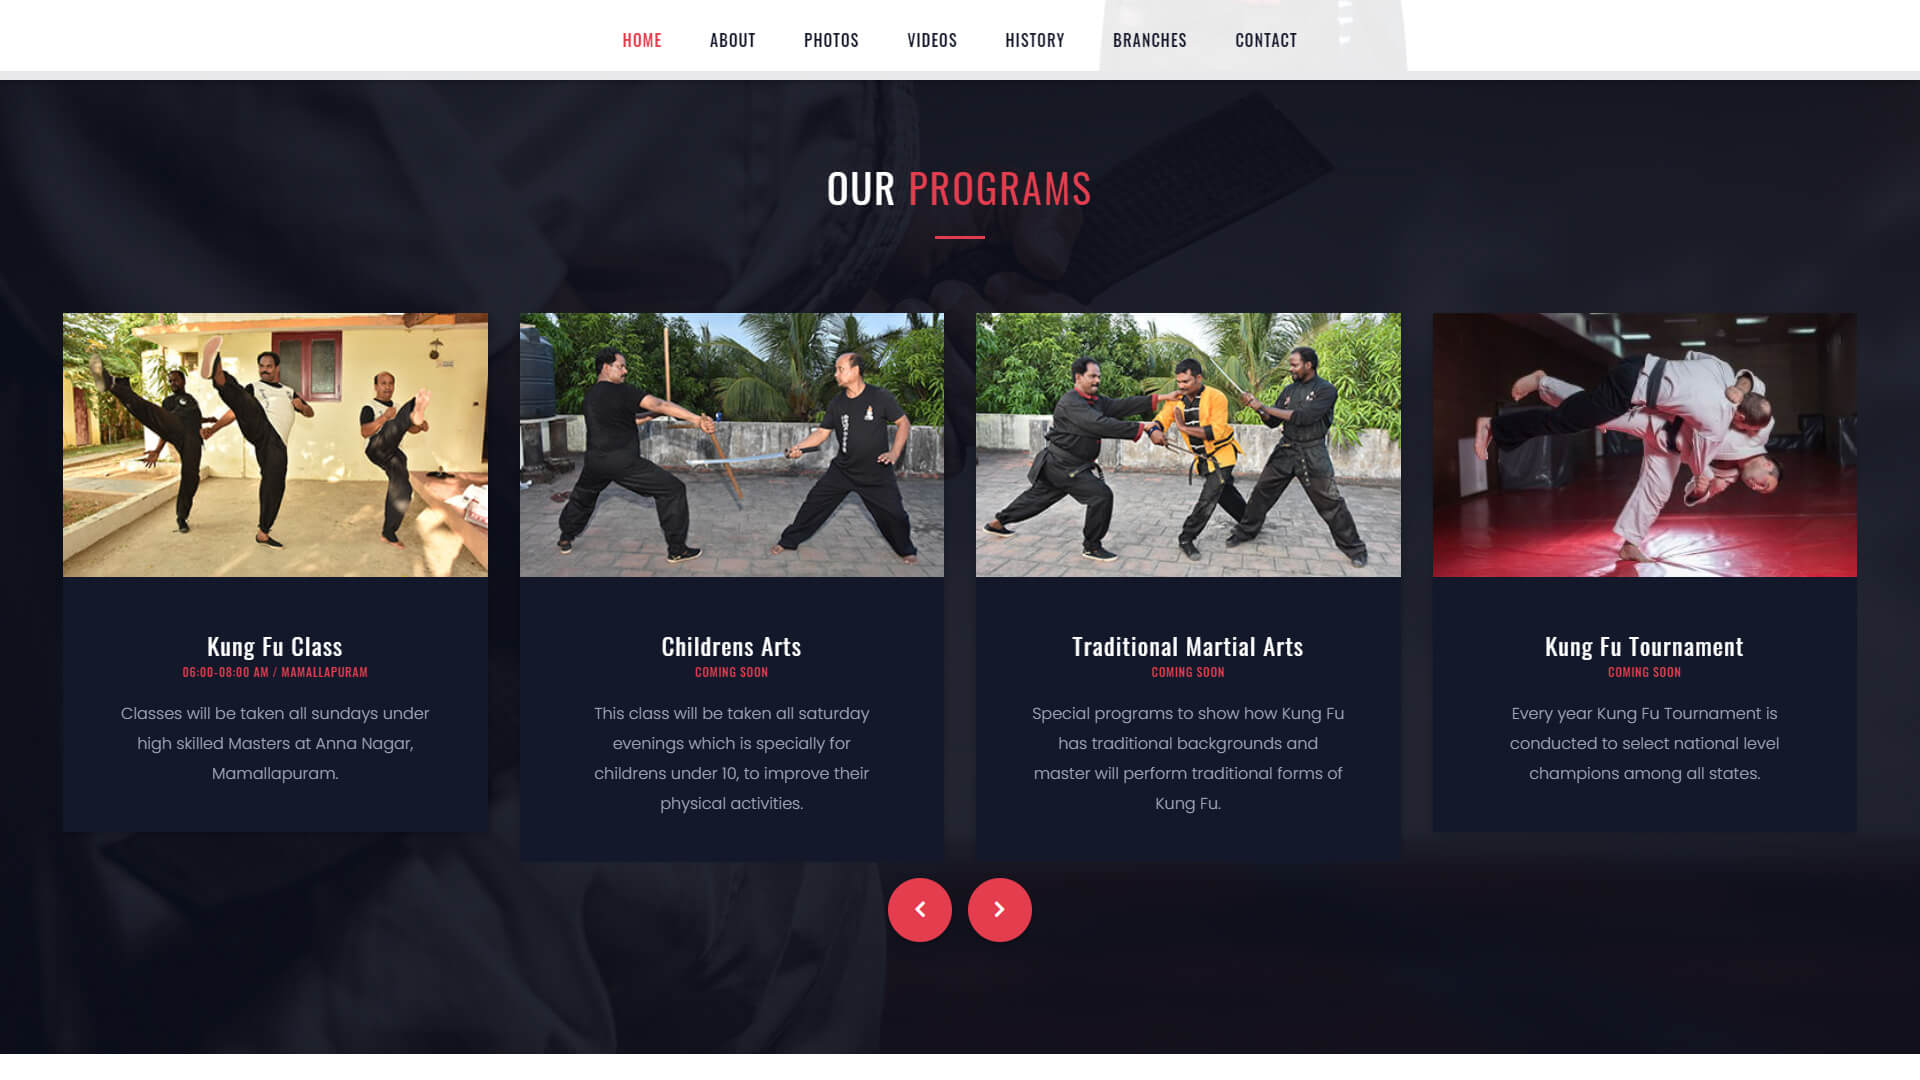 HOME ABOUT PHOTOS VIDEOS HISTORY BRANCHES CONTACT
OUR PROGRAMS
Kung Fu Class
06:00-08:00 AM / MAMALLAPURAM
Classes will be taken all sundays under
high skilled Masters at Anna Nagar,
Mamallapuram.
Childrens Arts
COMING SOON
This class will be taken all saturday
evenings which is specially for
childrens under 10, to improve their
physical activities.
Traditional Martial Arts
COMING SOON
Special programs to show how Kung Fu
has traditional backgrounds and
master will perform traditional forms of
Kung Fu.
Kung Fu Tournament
COMING SOON
Every year Kung Fu Tournament is
conducted to select national level
champions among all states.